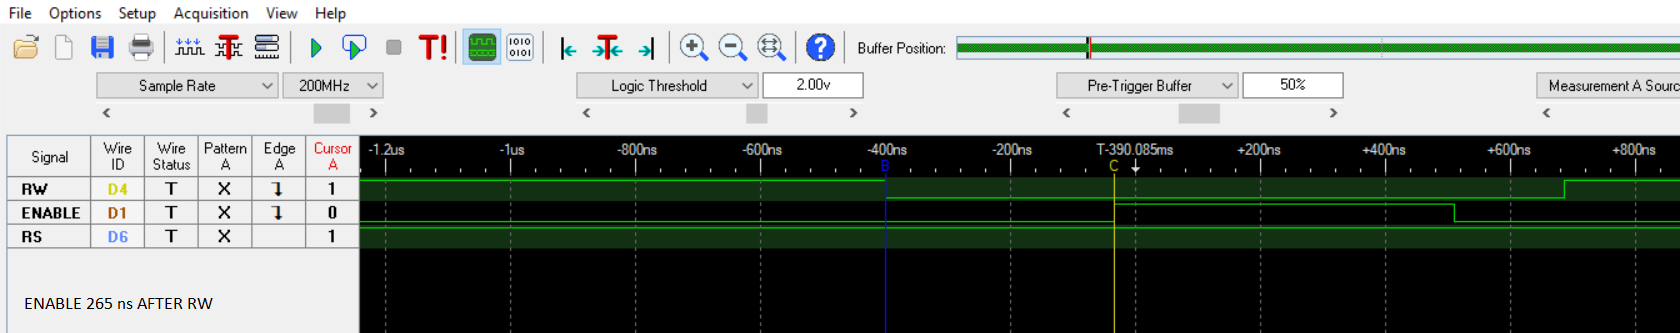 File Options Setup Acquisition View Help
T! 1010 0101 ? Buffer Position:
Sample Rate 200MHz Logic Threshold 2.00v Pre-Trigger Buffer 50% Measurement A Sourc
< > < > < > <
Signal Wire ID Wire Status Pattern A Edge A Cursor A -1.2us -1us -800ns -600ns -400ns -200ns T-390.085ms +200ns +400ns +600ns +800ns
B C
RW D4 T X 1
ENABLE D1 T X 0
RS D6 T X 1
ENABLE 265 ns AFTER RW